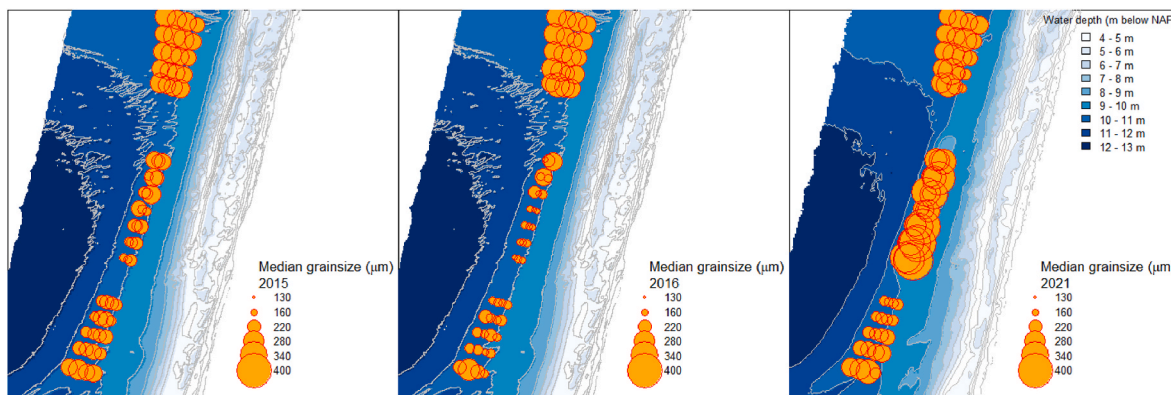 Water depth (m below NAP
4 - 5 m
5 - 6 m
6 - 7 m
7 - 8 m
8 - 9 m
9 - 10 m
10 - 11 m
11 - 12 m
12 - 13 m
Median grainsize (μm)
2015
130
160
220
280
340
400
Median grainsize (μm)
2016
130
160
220
280
340
400
Median grainsize (μm
2021
130
160
220
280
340
400